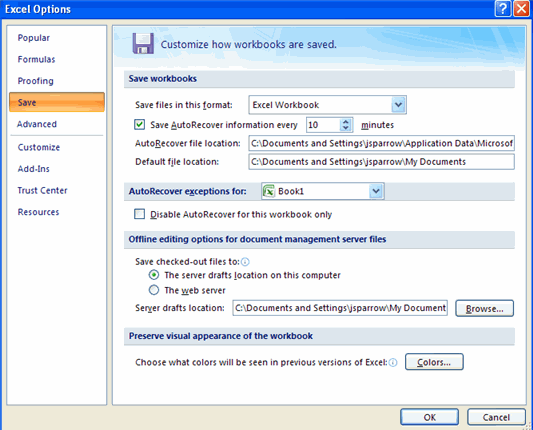 Excel Options
Popular
Formulas
Proofing
Save
Advanced
Customize
Add-Ins
Trust Center
Resources
Customize how workbooks are saved.
Save workbooks
Save files in this format: Excel Workbook
Save AutoRecover information every 10 minutes
AutoRecover file location: C:\Documents and Settings\jsparrow\Application Data\Microsof
Default file location: C:\Documents and Settings\jsparrow\My Documents
AutoRecover exceptions for: Book1
Disable AutoRecover for this workbook only
Offline editing options for document management server files
Save checked-out files to:
The server drafts location on this computer
The web server
Server drafts location: C:\Documents and Settings\jsparrow\My Document
Browse...
Preserve visual appearance of the workbook
Choose what colors will be seen in previous versions of Excel: Colors...
OK Cancel